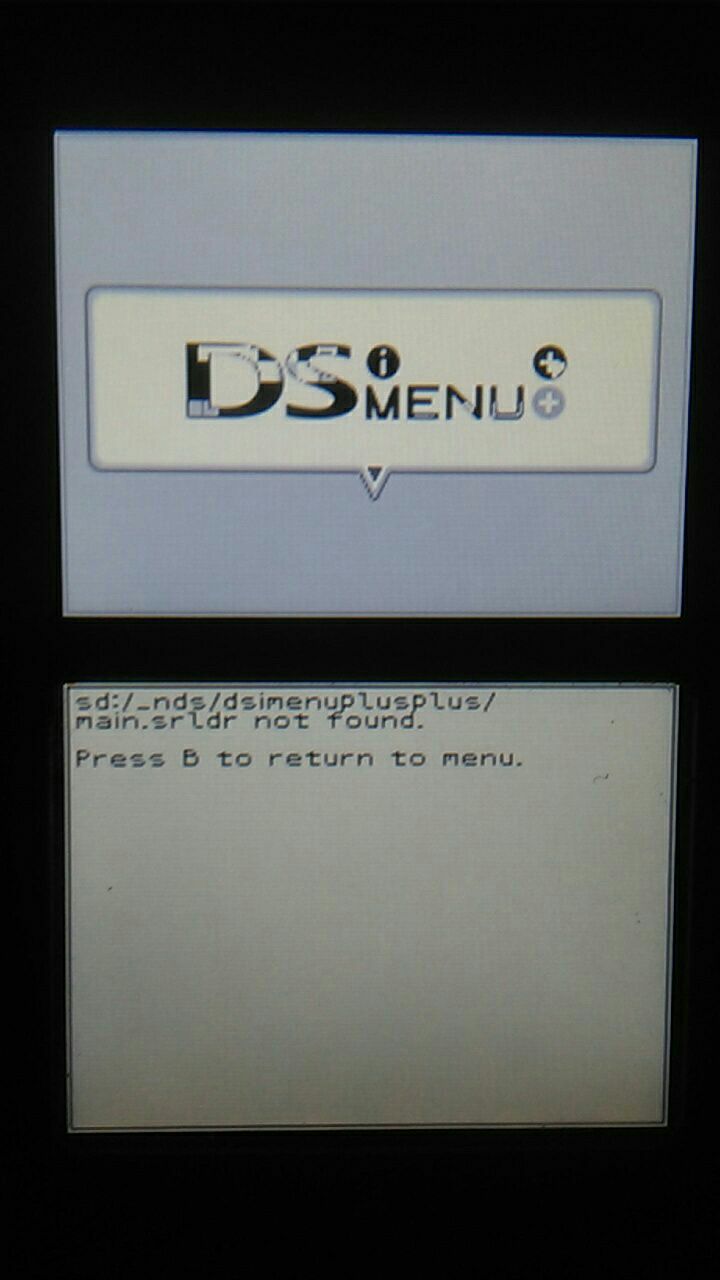 DSi MENU++
sd:/_nds/dsimenuplusplus/
main.srldr not found.
Press B to return to menu.